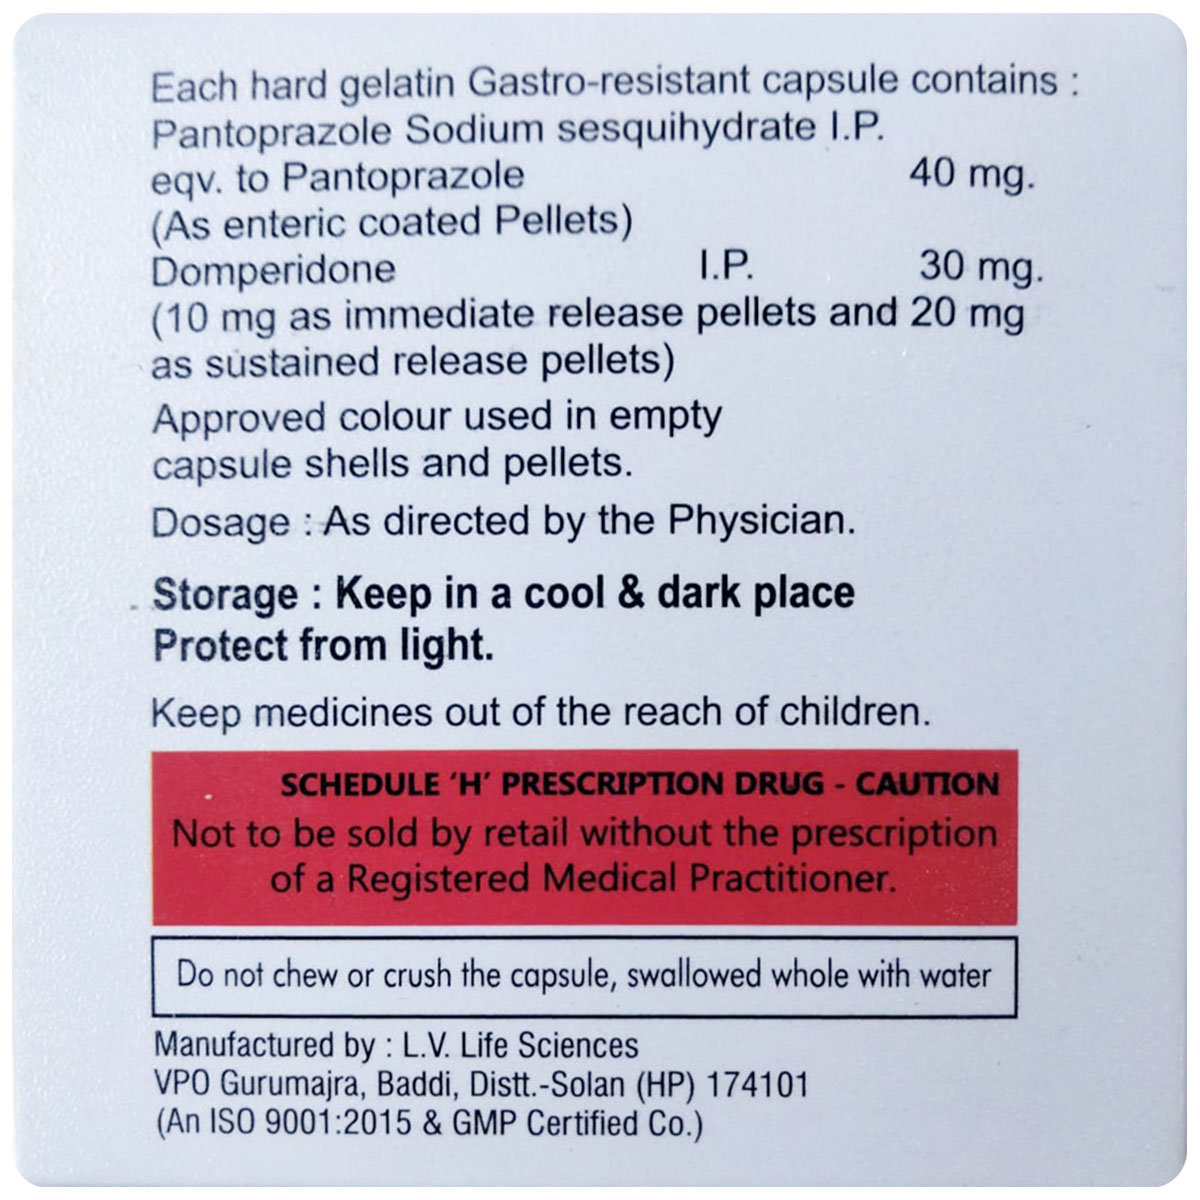 Each hard gelatin Gastro-resistant capsule contains :
Pantoprazole Sodium sesquihydrate I.P.
eqv. to Pantoprazole 40 mg.
(As enteric coated Pellets)
Domperidone I.P. 30 mg.
(10 mg as immediate release pellets and 20 mg
as sustained release pellets)
Approved colour used in empty
capsule shells and pellets.
Dosage : As directed by the Physician.
Storage : Keep in a cool & dark place
Protect from light.
Keep medicines out of the reach of children.
SCHEDULE ‘H’ PRESCRIPTION DRUG - CAUTION
Not to be sold by retail without the prescription
of a Registered Medical Practitioner.
Do not chew or crush the capsule, swallowed whole with water
Manufactured by : L.V. Life Sciences
VPO Gurumajra, Baddi, Distt.-Solan (HP) 174101
(An ISO 9001:2015 & GMP Certified Co.)